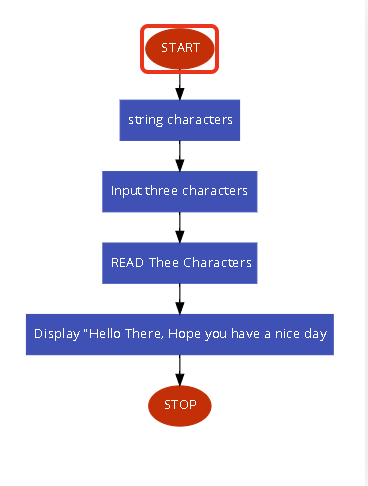 START
string characters
Input three characters
READ Thee Characters
Display "Hello There, Hope you have a nice day
STOP